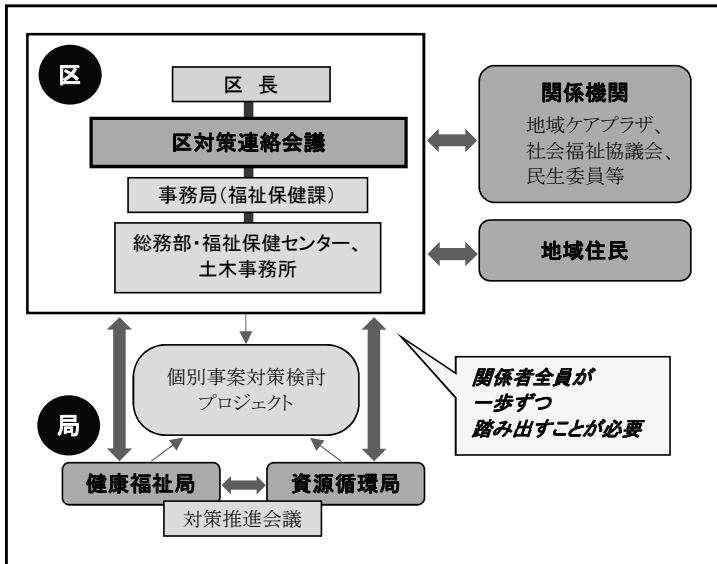 区
区 長
区対策連絡会議
事務局(福祉保健課)
総務部・福祉保健センター、
土木事務所
関係機関
地域ケアプラザ、
社会福祉協議会、
民生委員等
地域住民
個別事案対策検討
プロジェクト
関係者全員が
一歩ずつ
踏み出すことが必要
局
健康福祉局
資源循環局
対策推進会議